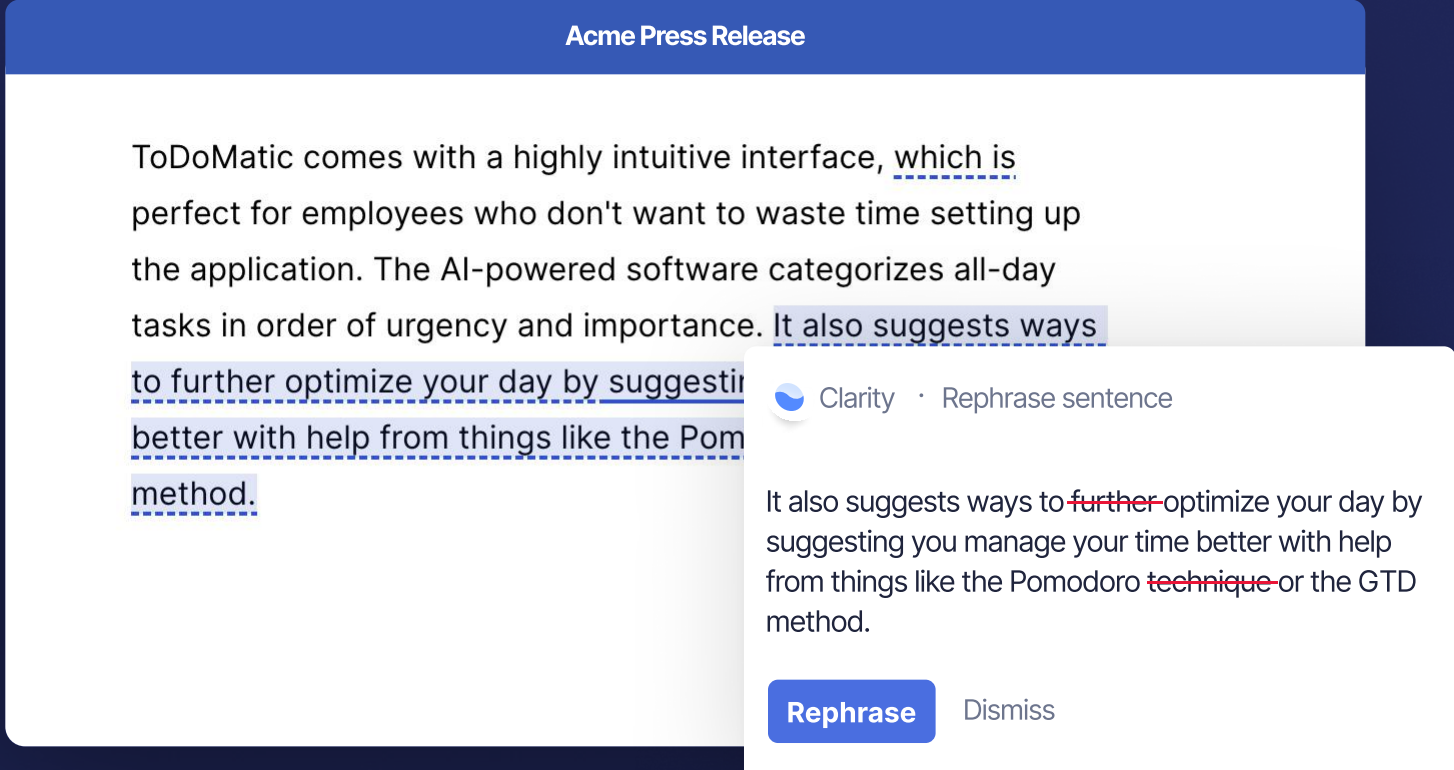 Acme Press Release
ToDoMatic comes with a highly intuitive interface, which is
perfect for employees who don't want to waste time setting up
the application. The AI-powered software categorizes all-day
tasks in order of urgency and importance. It also suggests ways
to further optimize your day by
better with help from things like the
method.
Clarity · Rephrase sentence
It also suggests ways to further optimize your day by
suggesting you manage your time better with help
from things like the Pomodoro technique or the GTD
method.
Rephrase Dismiss